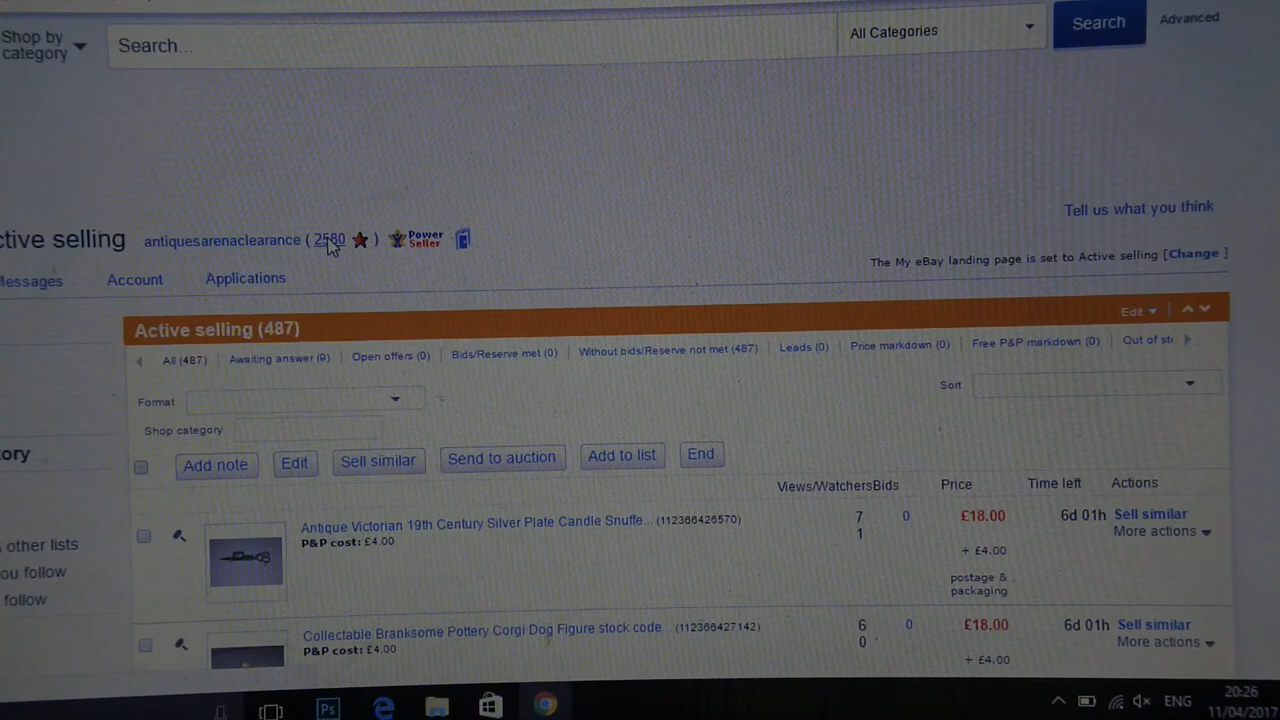 Shop by
category
Search...
All Categories
Search
Advanced
Tell us what you think
ctive selling antiquesarenaclearance ( 2580 ) Power
Seller
The My eBay landing page is set to Active selling [Change ]
Messages Account Applications
Active selling (487) Edit
All (487) Awaiting answer (9) Open offers (0) Bids/Reserve met (0) Without bids/Reserve not met (487) Leads (0) Price markdown (0) Free P&P markdown (0) Out of sto
Format Sort
Shop category
Add note Edit Sell similar Send to auction Add to list End
Views/Watchers Bids Price Time left Actions
Antique Victorian 19th Century Silver Plate Candle Snuffe... (112366426570) 7 0 £18.00 6d 01h Sell similar
P&P cost: £4.00 1 More actions
+ £4.00
postage &
packaging
Collectable Branksome Pottery Corgi Dog Figure stock code... (112366427142) 6 0 £18.00 6d 01h Sell similar
P&P cost: £4.00 0 More actions
+ £4.00
ory
other lists
ou follow
follow
Ps
ENG
20:26
11/04/2017